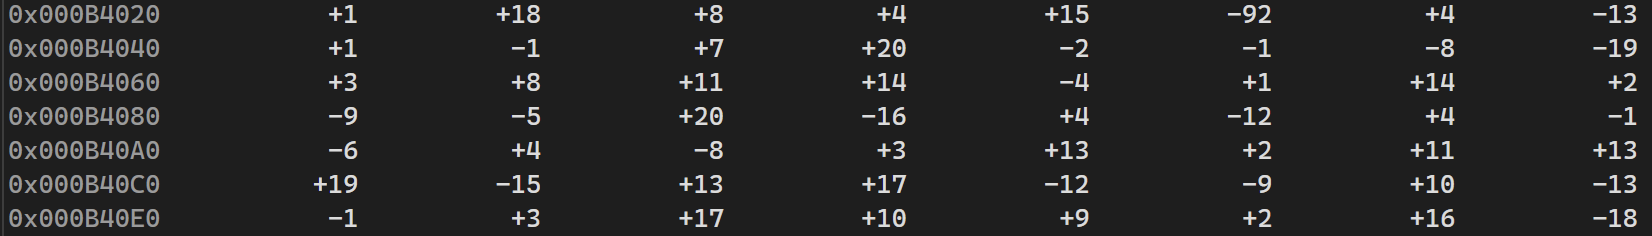 0x000B4020 +1 +18 +8 +4 +15 −92 +4 −13
0x000B4040 +1 −1 +7 +20 −2 −1 −8 −19
0x000B4060 +3 +8 +11 +14 −4 +1 +14 +2
0x000B4080 −9 −5 +20 −16 +4 −12 +4 −1
0x000B40A0 −6 +4 −8 +3 +13 +2 +11 +13
0x000B40C0 +19 −15 +13 +17 −12 −9 +10 −13
0x000B40E0 −1 +3 +17 +10 +9 +2 +16 −18